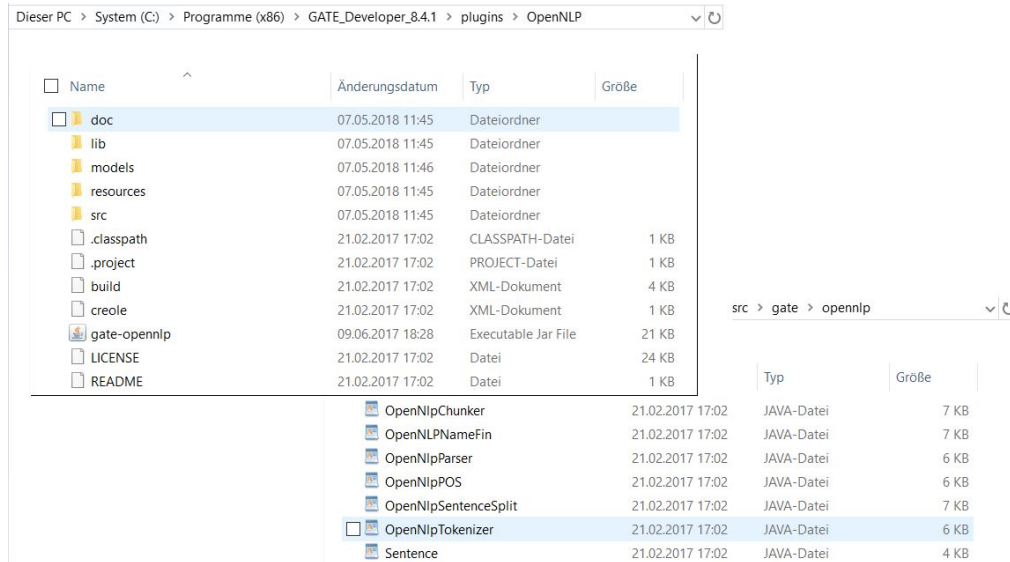 Dieser PC > System (C:) > Programme (x86) > GATE_Developer_8.4.1 > plugins > OpenNLP
Name Änderungsdatum Typ Größe
doc 07.05.2018 11:45 Dateiordner
lib 07.05.2018 11:45 Dateiordner
models 07.05.2018 11:46 Dateiordner
resources 07.05.2018 11:45 Dateiordner
src 07.05.2018 11:45 Dateiordner
.classpath 21.02.2017 17:02 CLASSPATH-Datei 1 KB
.project 21.02.2017 17:02 PROJECT-Datei 1 KB
build 21.02.2017 17:02 XML-Dokument 4 KB
creole 21.02.2017 17:02 XML-Dokument 1 KB
gate-opennlp 09.06.2017 18:28 Executable Jar File 21 KB
LICENSE 21.02.2017 17:02 Datei 24 KB
README 21.02.2017 17:02 Datei 1 KB
src > gate > opennlp
Typ Größe
OpenNlpChunker 21.02.2017 17:02 JAVA-Datei 7 KB
OpenNLPNameFin 21.02.2017 17:02 JAVA-Datei 7 KB
OpenNlpParser 21.02.2017 17:02 JAVA-Datei 6 KB
OpenNlpPOS 21.02.2017 17:02 JAVA-Datei 6 KB
OpenNlpSentenceSplit 21.02.2017 17:02 JAVA-Datei 7 KB
OpenNlpTokenizer 21.02.2017 17:02 JAVA-Datei 6 KB
Sentence 21.02.2017 17:02 JAVA-Datei 4 KB